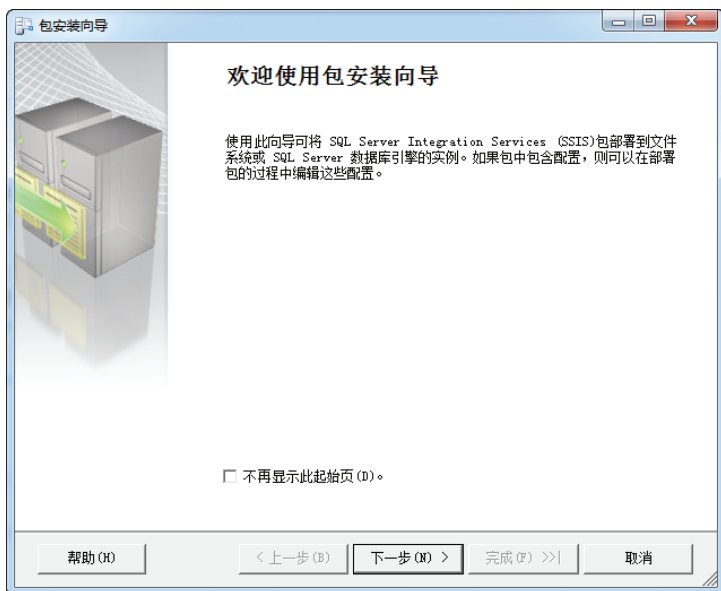 包安装向导
欢迎使用包安装向导
使用此向导可将 SQL Server Integration Services (SSIS)包部署到文件
系统或 SQL Server 数据库引擎的实例。如果包中包含配置，则可以在部署
包的过程中编辑这些配置。
不再显示此起始页(D)。
帮助(H)
< 上一步(B)
下一步(N) >
完成(F) >>|
取消